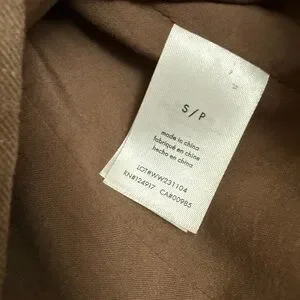 S / P
made in china
fabriqué en chine
hecho en china
LOT#WW231104
RN#124917 CA#00985